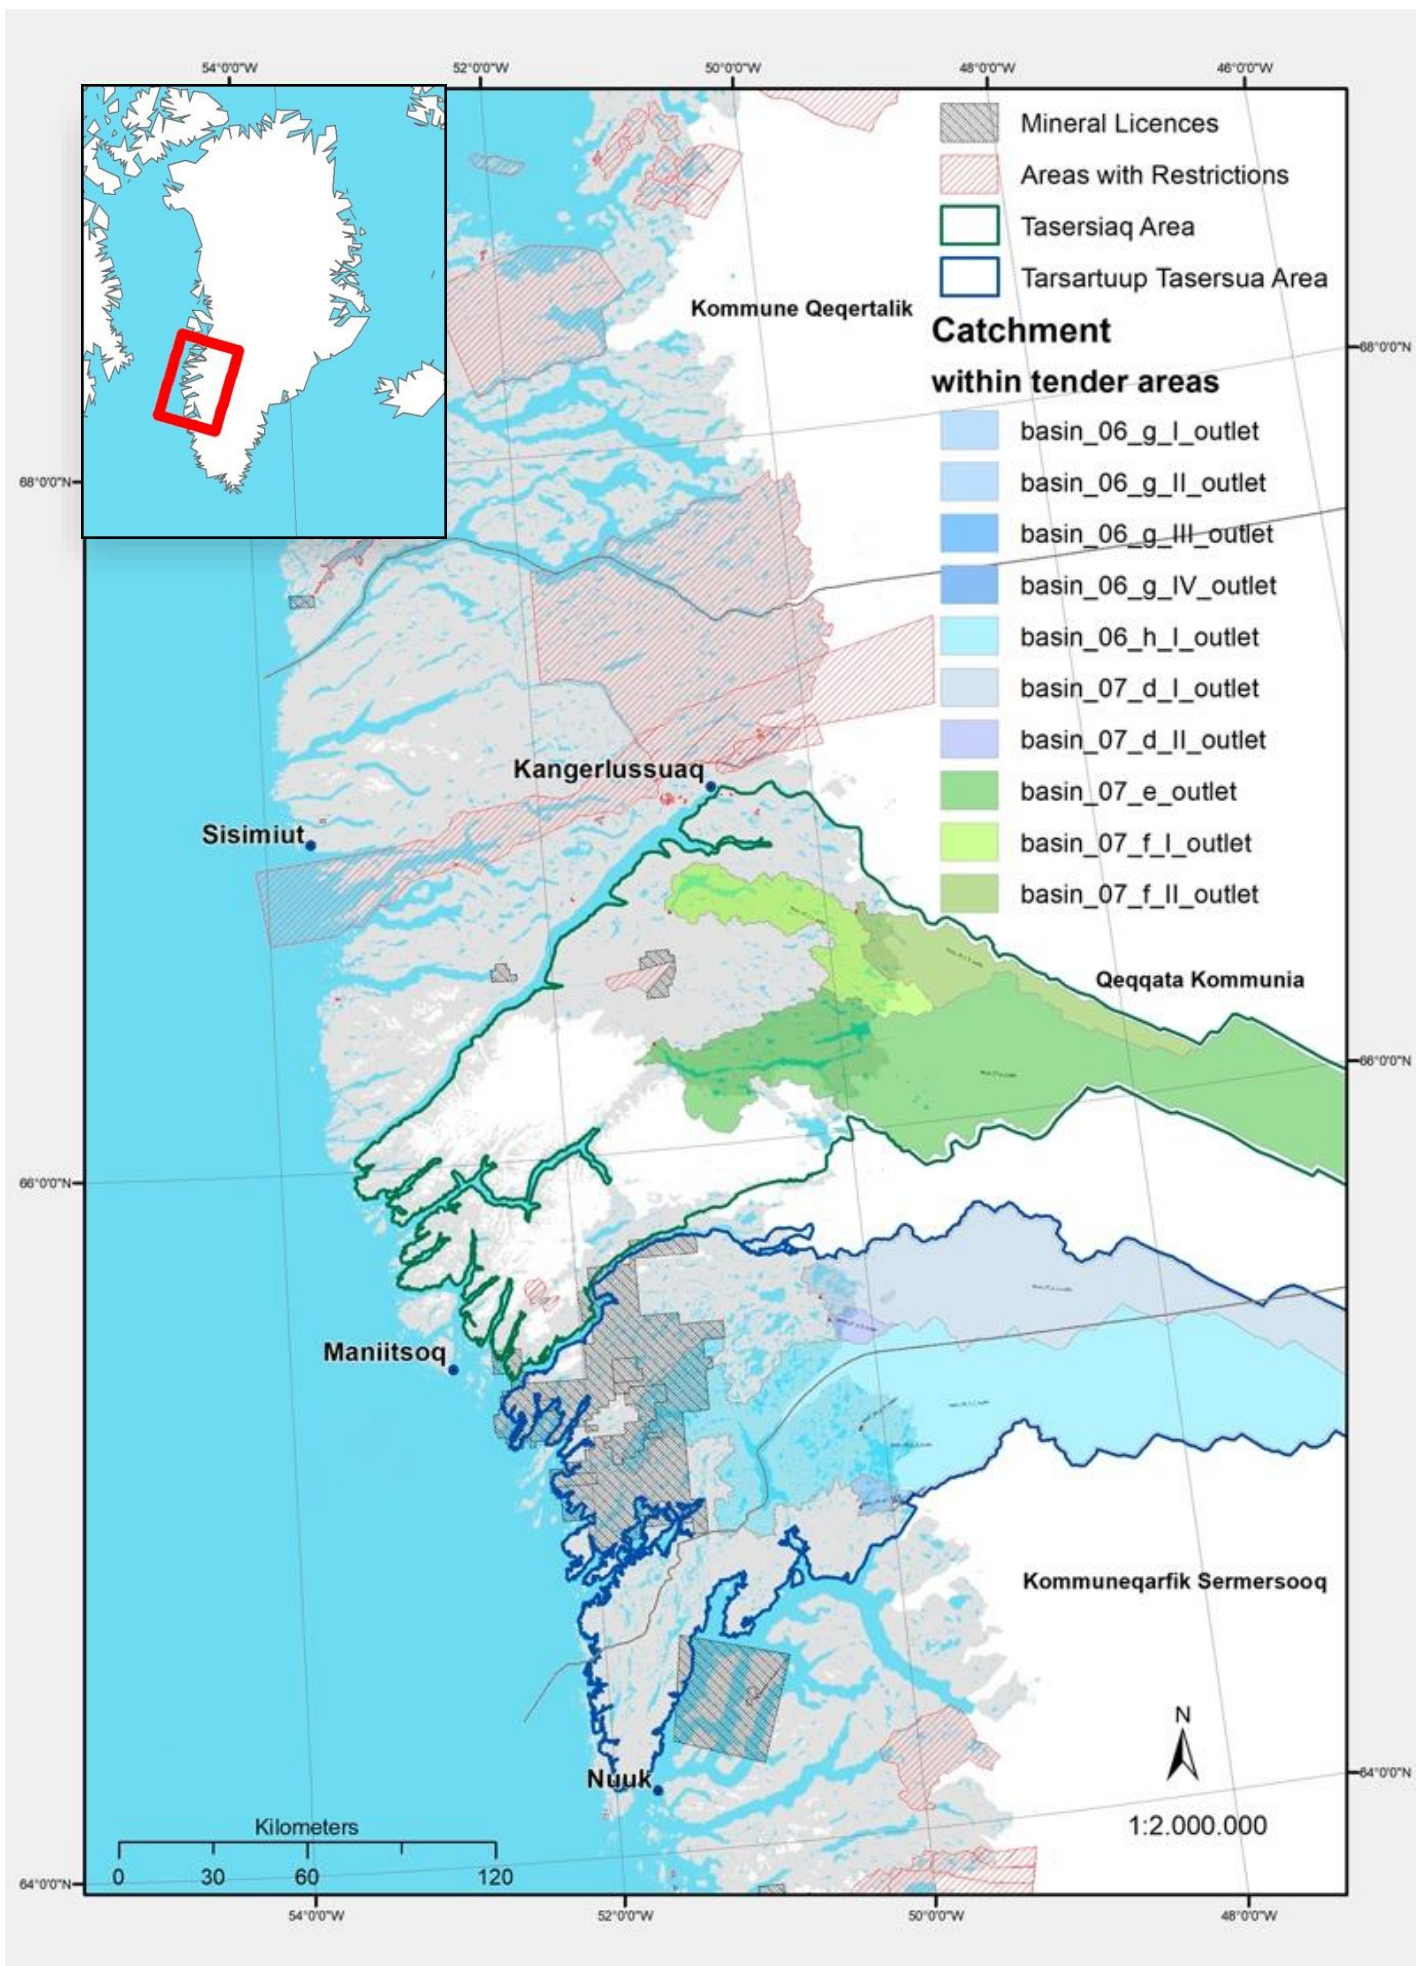 54°0'0"W
52°0'0"W
50°0'0"W
48°0'0"W
46°0'0"W
Mineral Licences
Areas with Restrictions
Tasersiaq Area
Tarsartuup Tasersua Area
Kommune Qeqertalik
Catchment
within tender areas
68°0'0"N
basin_06_g_I_outlet
basin_06_g_II_outlet
68°0'0"N
basin_06_g_III_outlet
basin_06_g_IV_outlet
basin_06_h_I_outlet
basin_07_d_I_outlet
basin_07_d_II_outlet
Kangerlussuaq
basin_07_e_outlet
Sisimiut
basin_07_f_I_outlet
basin_07_f_II_outlet
Qeqqata Kommunia
66°0'0"N
66°0'0"N
Maniitsoq
Kommuneqarfik Sermersooq
N
64°0'0"N
Nuuk
1:2.000.000
Kilometers
0 30 60 120
64°0'0"N
54°0'0"W
52°0'0"W
50°0'0"W
48°0'0"W